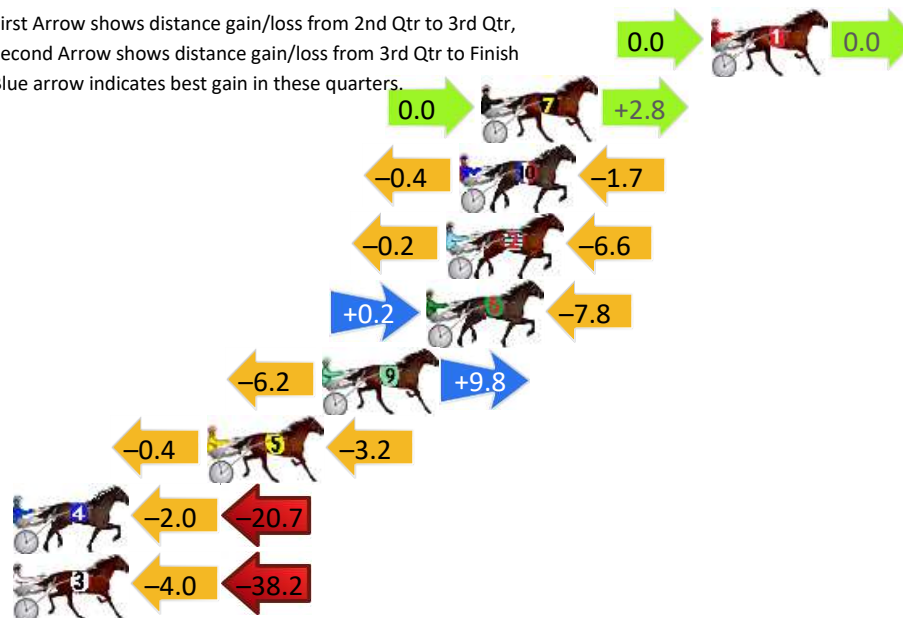 irst Arrow shows distance gain/loss from 2nd Qtr to 3rd Qtr,
econd Arrow shows distance gain/loss from 3rd Qtr to Finish
lue arrow indicates best gain in these quarters.
0.0 1 0.0
0.0 7 +2.8
−0.4 10 −1.7
−0.2 2 −6.6
+0.2 6 −7.8
−6.2 9 +9.8
−0.4 5 −3.2
4 −2.0 −20.7
3 −4.0 −38.2